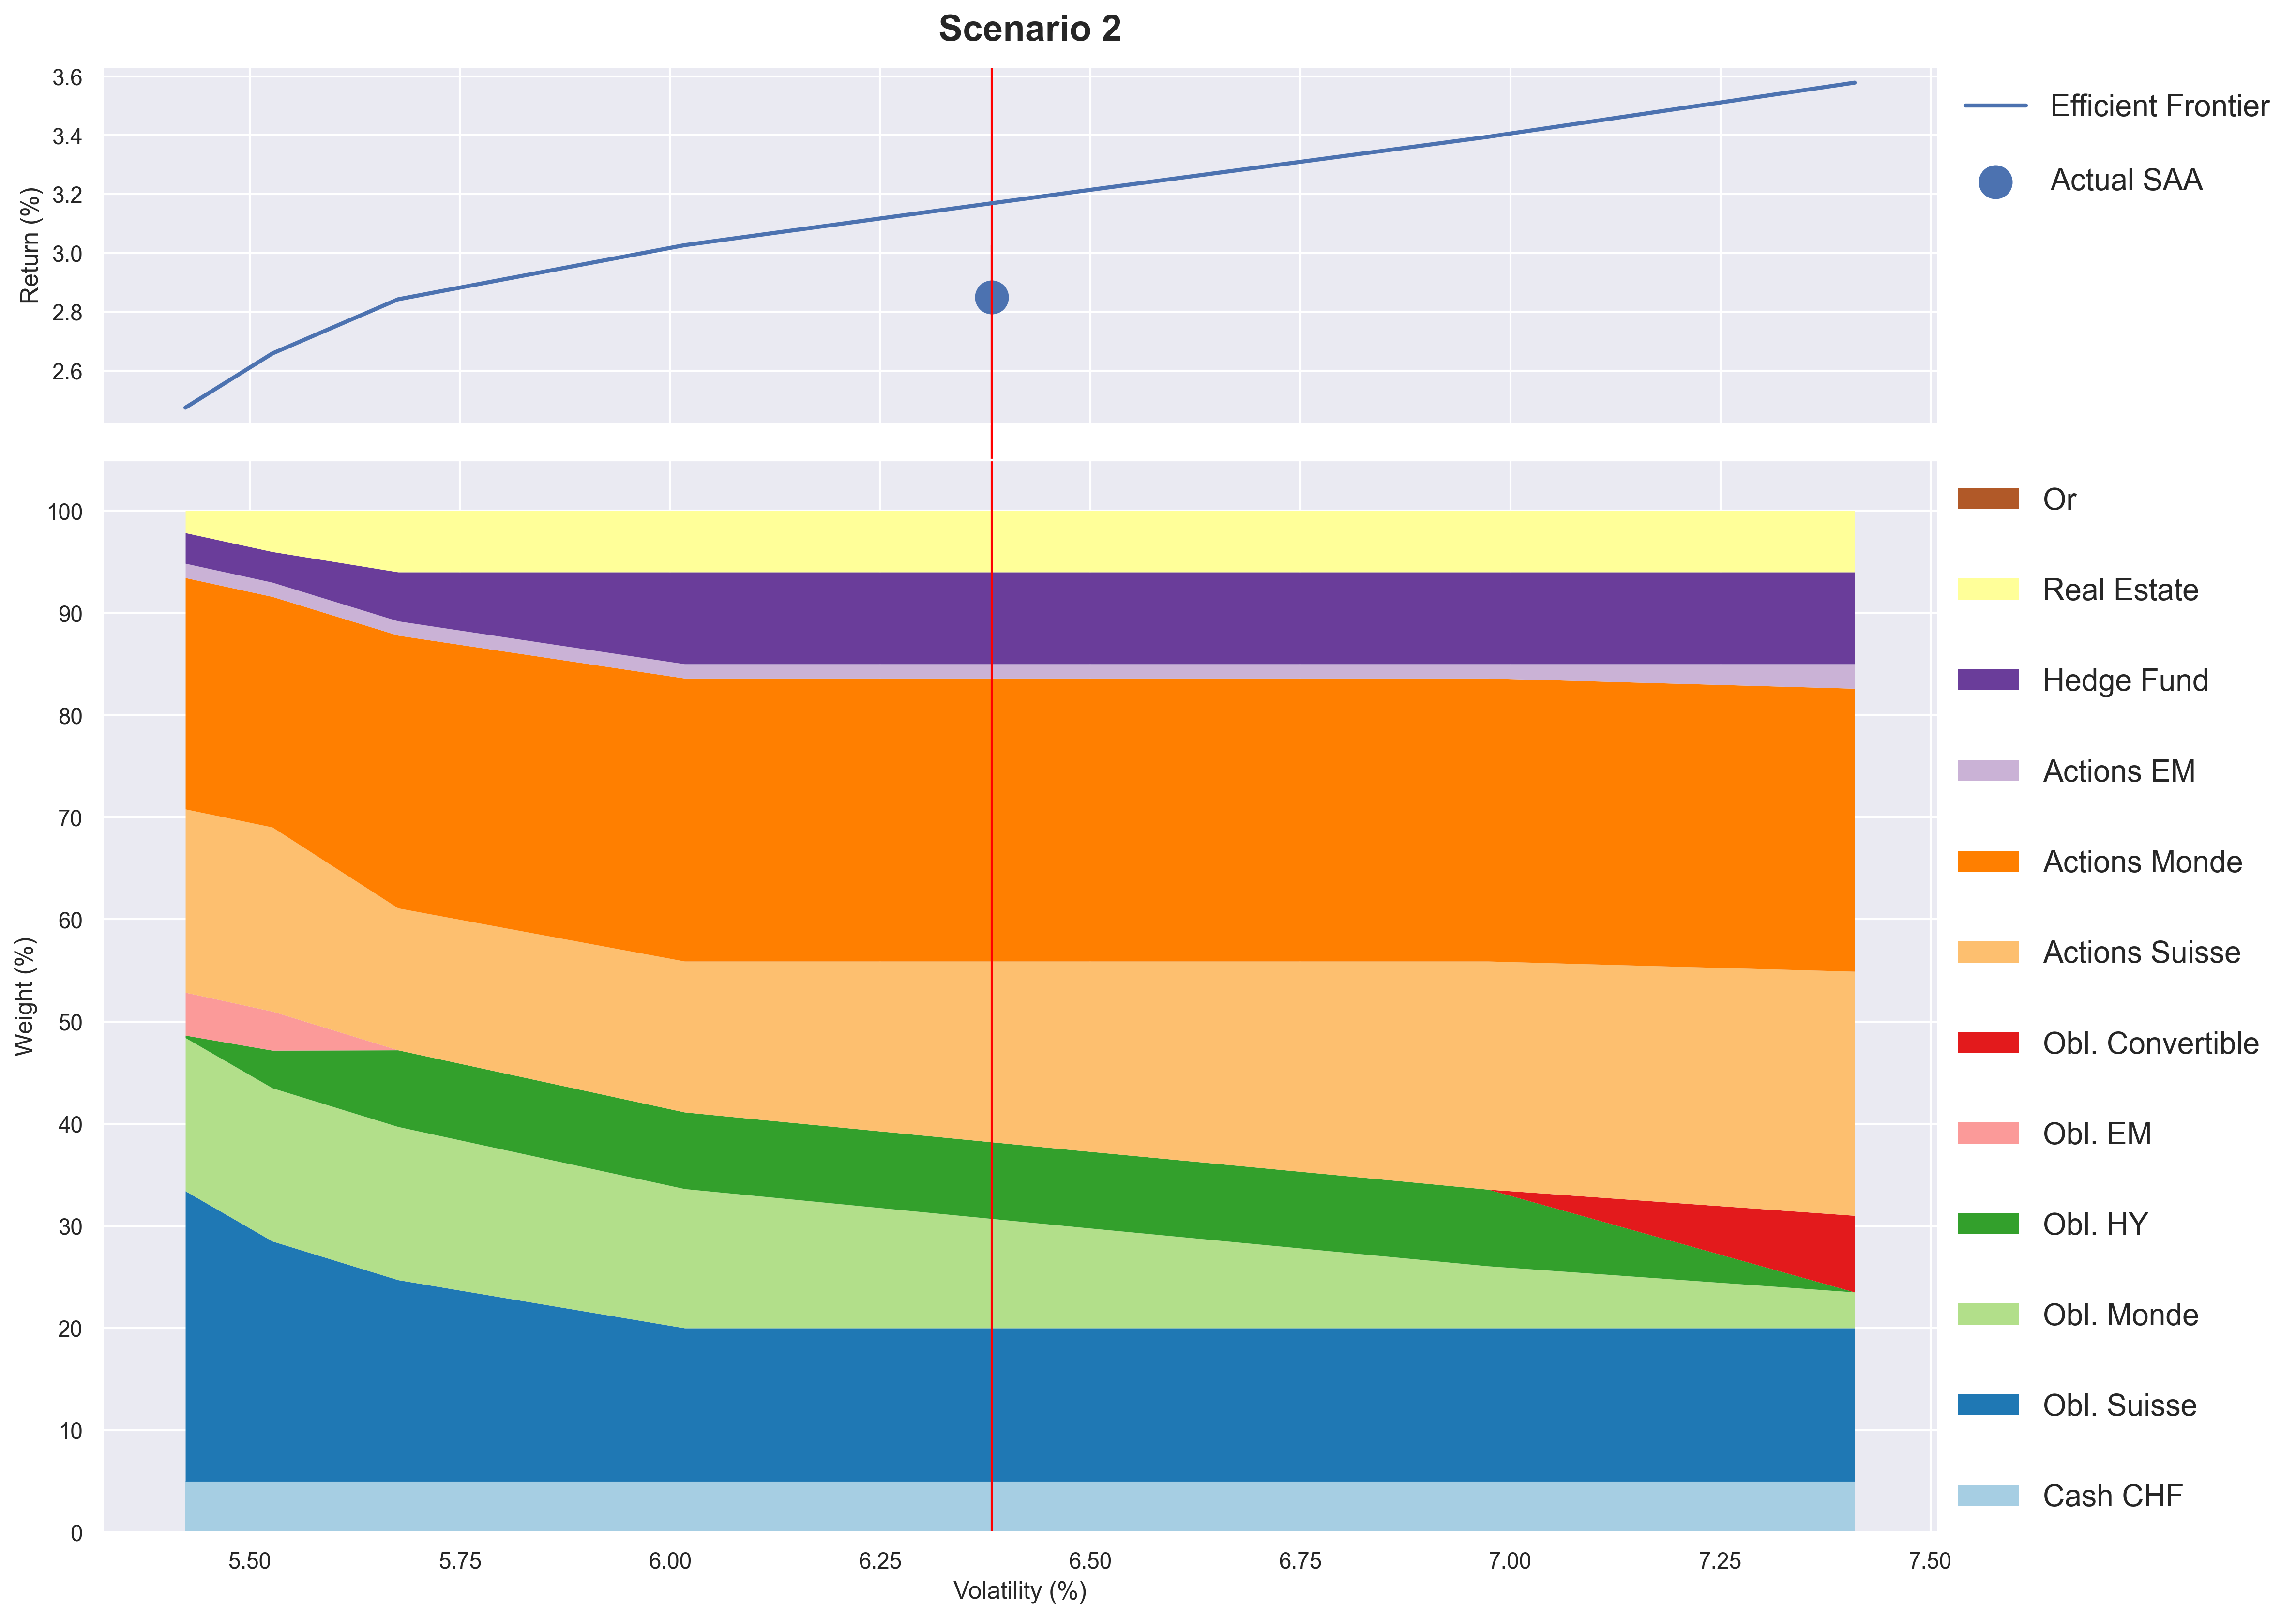 Scenario 2
3.6
3.4
3.2
3.0
2.8
2.6
Return (%)
Efficient Frontier
Actual SAA
100
90
80
70
60
50
40
30
20
10
0
Weight (%)
5.50 5.75 6.00 6.25 6.50 6.75 7.00 7.25 7.50
Volatility (%)
Or
Real Estate
Hedge Fund
Actions EM
Actions Monde
Actions Suisse
Obl. Convertible
Obl. EM
Obl. HY
Obl. Monde
Obl. Suisse
Cash CHF